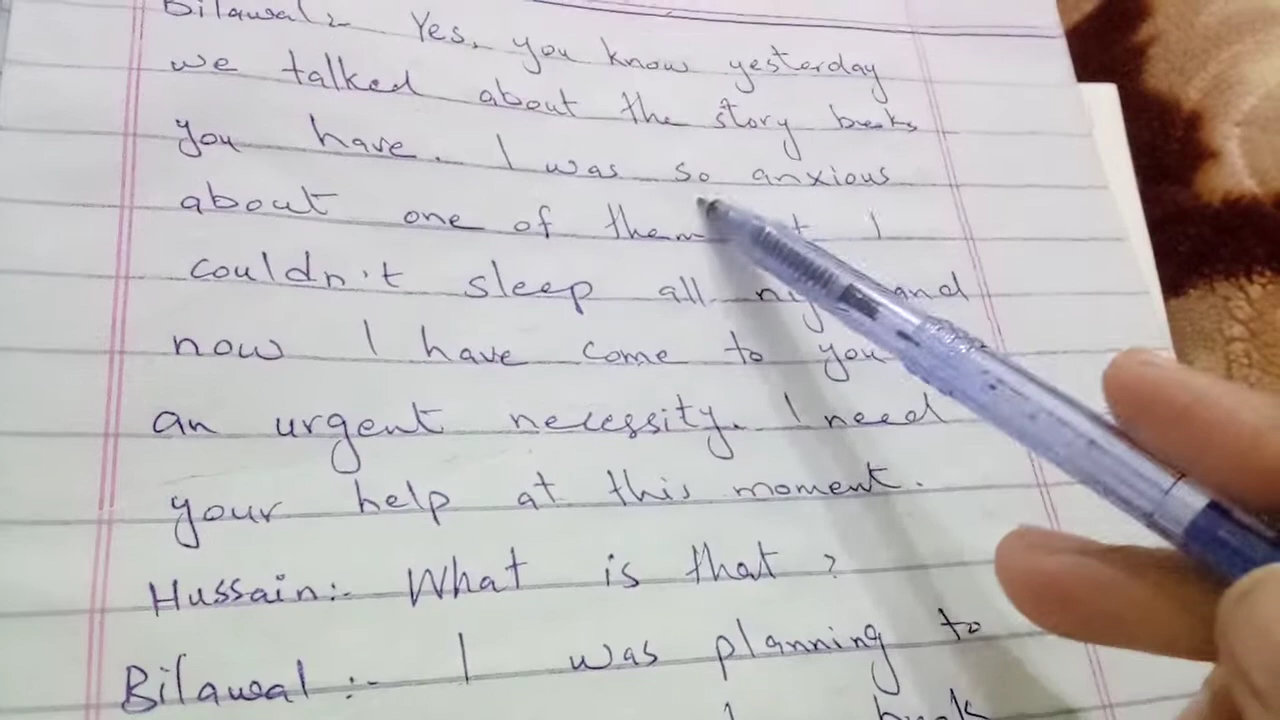 Bilawal:- Yes, you know yesterday
we talked about the story books
you have. I was so anxious
about one of them I
couldn't sleep all and
now I have come to you
an urgent necessity. I need
your help at this moment.
Hussain:- What is that ?
Bilawal :- I was planning to
book